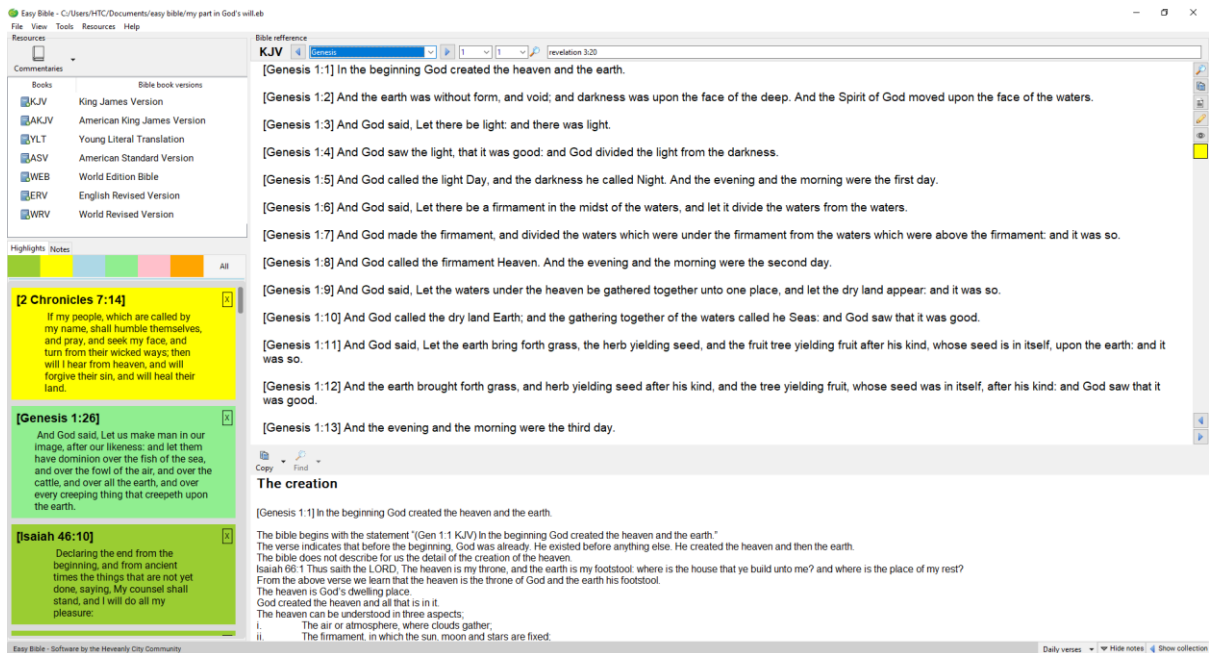 Easy Bible - C:/Users/HTC/Documents/easy bible/my part in God's will.eb
File View Tools Resources Help
Resources
Commentaries
Books Bible book versions
KJV King James Version
AKJV American King James Version
YLT Young Literal Translation
ASV American Standard Version
WEB World Edition Bible
ERV English Revised Version
WRV World Revised Version
Highlights Notes
All
[2 Chronicles 7:14] X
If my people, which are called by
my name, shall humble themselves,
and pray, and seek my face, and
turn from their wicked ways; then
will I hear from heaven, and will
forgive their sin, and will heal their
land.
[Genesis 1:26] X
And God said, Let us make man in our
image, after our likeness: and let them
have dominion over the fish of the sea,
and over the fowl of the air, and over the
cattle, and over all the earth, and over
every creeping thing that creepeth upon
the earth.
[Isaiah 46:10] X
Declaring the end from the
beginning, and from ancient
times the things that are not yet
done, saying, My counsel shall
stand, and I will do all my
pleasure:
Bible refference
KJV Genesis 1 1 revelation 3:20
[Genesis 1:1] In the beginning God created the heaven and the earth.
[Genesis 1:2] And the earth was without form, and void; and darkness was upon the face of the deep. And the Spirit of God moved upon the face of the waters.
[Genesis 1:3] And God said, Let there be light: and there was light.
[Genesis 1:4] And God saw the light, that it was good: and God divided the light from the darkness.
[Genesis 1:5] And God called the light Day, and the darkness he called Night. And the evening and the morning were the first day.
[Genesis 1:6] And God said, Let there be a firmament in the midst of the waters, and let it divide the waters from the waters.
[Genesis 1:7] And God made the firmament, and divided the waters which were under the firmament from the waters which were above the firmament: and it was so.
[Genesis 1:8] And God called the firmament Heaven. And the evening and the morning were the second day.
[Genesis 1:9] And God said, Let the waters under the heaven be gathered together unto one place, and let the dry land appear: and it was so.
[Genesis 1:10] And God called the dry land Earth; and the gathering together of the waters called he Seas: and God saw that it was good.
[Genesis 1:11] And God said, Let the earth bring forth grass, the herb yielding seed, and the fruit tree yielding fruit after his kind, whose seed is in itself, upon the earth: and it
was so.
[Genesis 1:12] And the earth brought forth grass, and herb yielding seed after his kind, and the tree yielding fruit, whose seed was in itself, after his kind: and God saw that it
was good.
[Genesis 1:13] And the evening and the morning were the third day.
Copy Find
The creation
[Genesis 1:1] In the beginning God created the heaven and the earth.
The bible begins with the statement "(Gen 1:1 KJV) In the beginning God created the heaven and the earth."
The verse indicates that before the beginning, God was already. He existed before anything else. He created the heaven and then the earth.
The bible does not describe for us the detail of the creation of the heaven.
Isaiah 66:1 Thus saith the LORD, The heaven is my throne, and the earth is my footstool: where is the house that ye build unto me? and where is the place of my rest?
From the above verse we learn that the heaven is the throne of God and the earth his footstool.
The heaven is God's dwelling place.
God created the heaven and all that is in it.
The heaven can be understood in three aspects;
i. The air or atmosphere, where clouds gather;
ii. The firmament, in which the sun, moon and stars are fixed;
Easy Bible - Software by the Heveanly City Community
Daily verses Hide notes Show collection